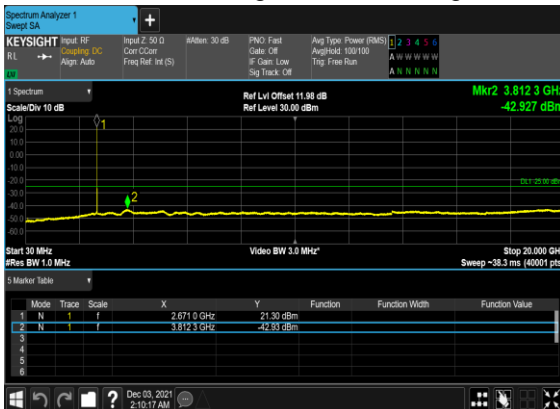 Spectrum Analyzer 1
Swept SA
+
KEYSIGHT Input: RF Input Z: 50 Ω #Atten: 30 dB PNO: Fast Avg Type: Power (RMS) 1 2 3 4 5 6
RL Coupling: DC Corr CCorr Gate: Off Avg|Hold: 100/100 A W W W W W
Align: Auto Freq Ref: Int (S) IF Gain: Low Trig: Free Run
Sig Track: Off A N N N N N
1 Spectrum Ref Lvl Offset 11.98 dB Mkr2 3.812 3 GHz
Scale/Div 10 dB Ref Level 30.00 dBm -42.927 dBm
Log
20.0
10.0
0.00
-10.0
-20.0
-30.0
-40.0
-50.0
-60.0
1
2
Start 30 MHz Video BW 3.0 MHz* Stop 20.000 GH
#Res BW 1.0 MHz Sweep ~38.3 ms (40001 pts
5 Marker Table
Mode Trace Scale X Y Function Function Width Function Value
1 N 1 f 2.671 0 GHz 21.30 dBm
2 N 1 f 3.812 3 GHz -42.93 dBm
3
4
5
6
? Dec 03, 2021
2:10:17 AM